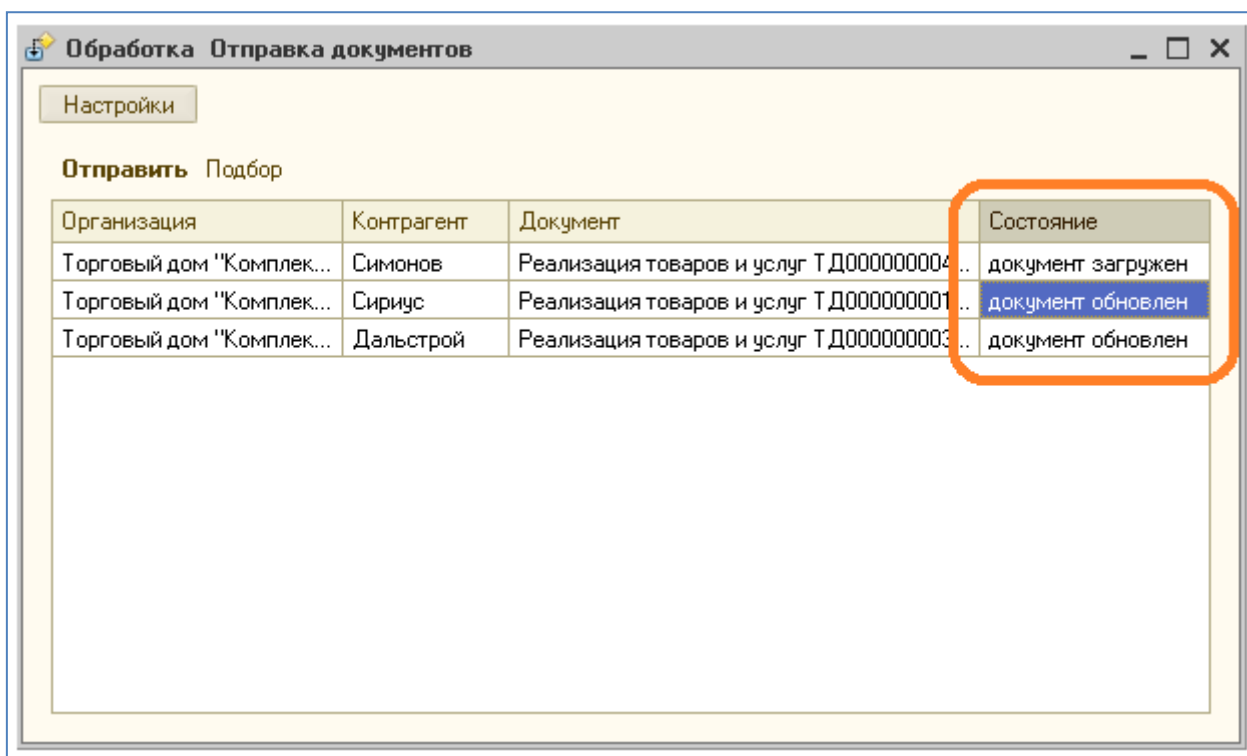 Обработка Отправка документов
Настройки
Отправить Подбор
Организация Контрагент Документ Состояние
Торговый дом "Комплек... Симонов Реализация товаров и услуг ТД000000004... документ загружен
Торговый дом "Комплек... Сириус Реализация товаров и услуг ТД000000001... документ обновлен
Торговый дом "Комплек... Дальстрой Реализация товаров и услуг ТД000000003... документ обновлен